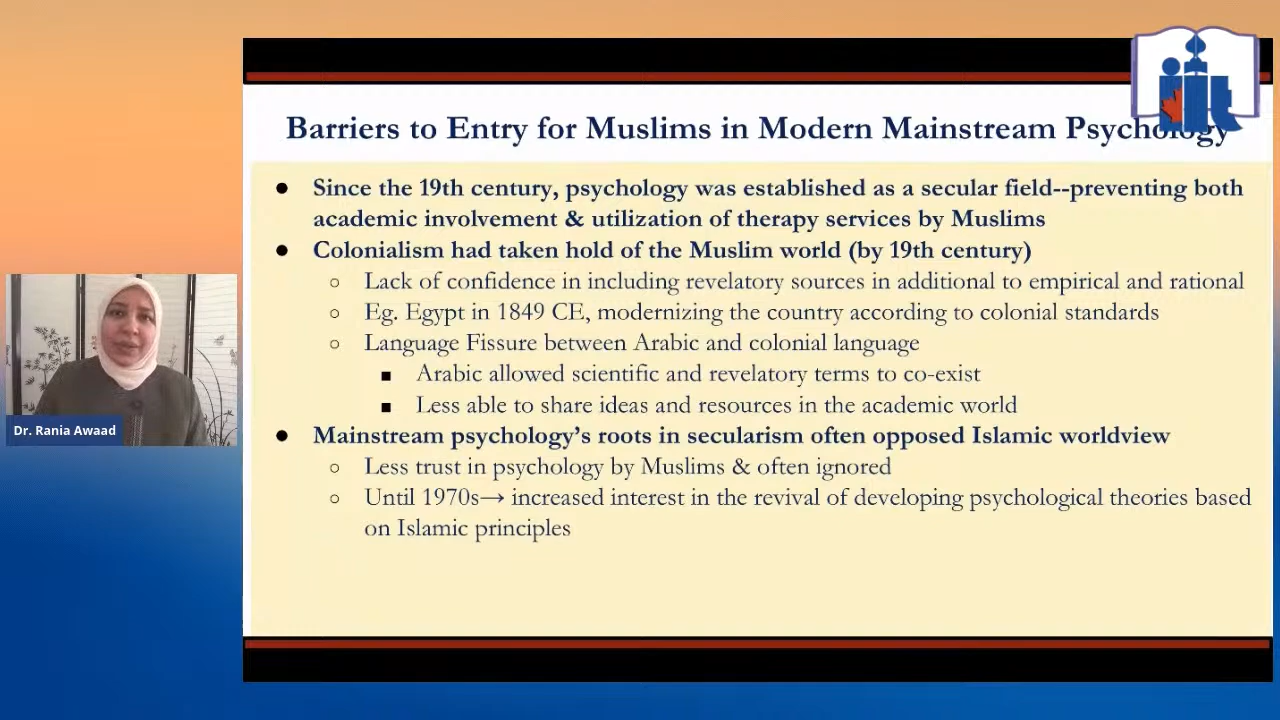 Barriers to Entry for Muslims in Modern Mainstream Psychology
● Since the 19th century, psychology was established as a secular field--preventing both
academic involvement & utilization of therapy services by Muslims
● Colonialism had taken hold of the Muslim world (by 19th century)
○ Lack of confidence in including revelatory sources in additional to empirical and rational
○ Eg. Egypt in 1849 CE, modernizing the country according to colonial standards
○ Language Fissure between Arabic and colonial language
■ Arabic allowed scientific and revelatory terms to co-exist
■ Less able to share ideas and resources in the academic world
● Mainstream psychology's roots in secularism often opposed Islamic worldview
○ Less trust in psychology by Muslims & often ignored
○ Until 1970s→ increased interest in the revival of developing psychological theories based
on Islamic principles
Dr. Rania Awaad
iiit